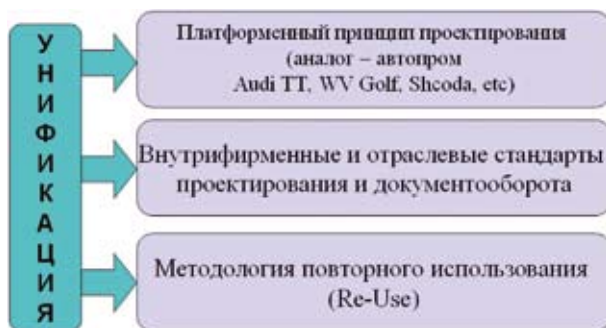 УНИФИКАЦИЯ
Платформенный принцип проектирования
(аналог – автопром
Audi TT, WV Golf, Shcoda, etc)
Внутрифирменные и отраслевые стандарты
проектирования и документооборота
Методология повторного использования
(Re-Use)